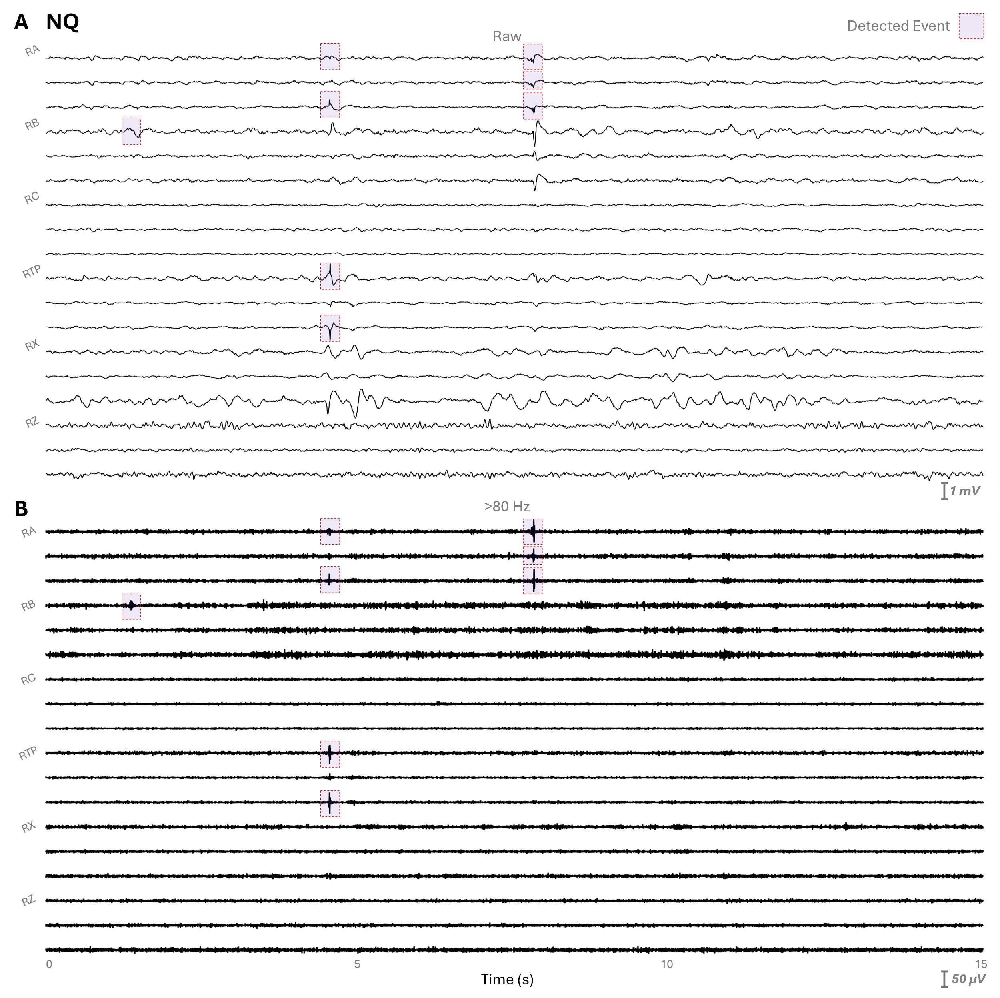 A NQ
Detected Event
Raw
RA
RB
RC
RTP
RX
RZ
1 mV
B
>80 Hz
RA
RB
RC
RTP
RX
RZ
0 5 10 15
Time (s)
50 µV